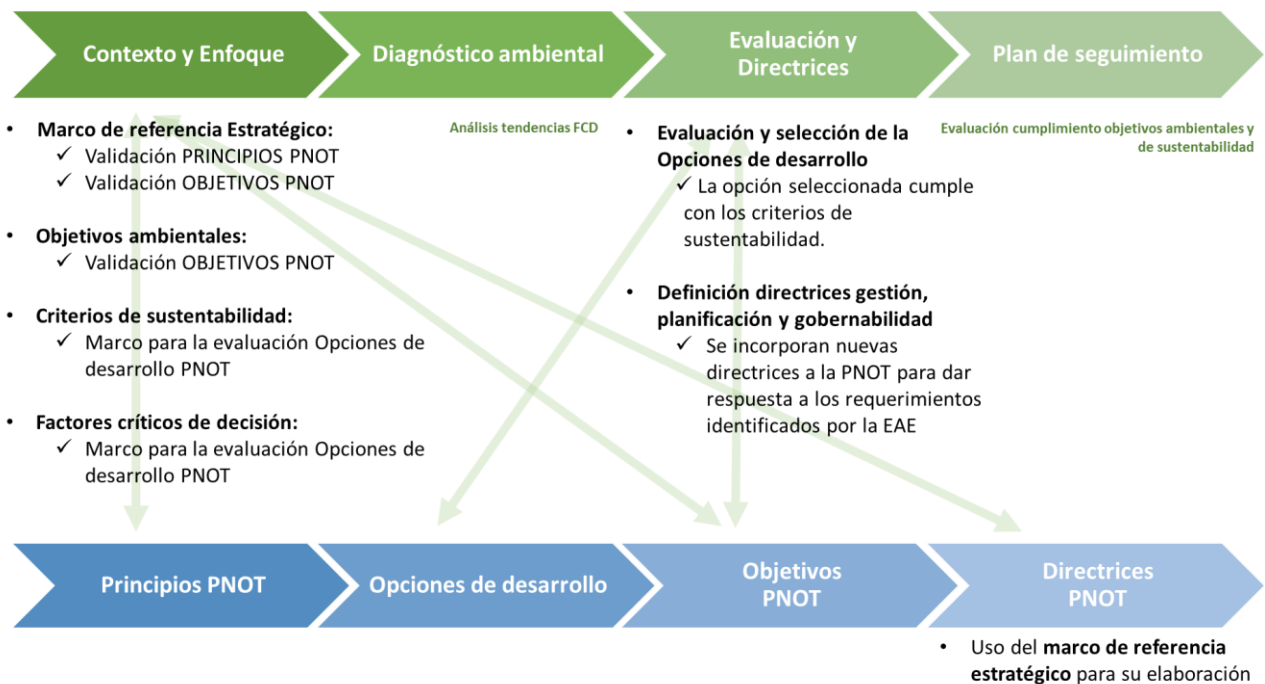 Contexto y Enfoque
Diagnóstico ambiental
Evaluación y
Directrices
Plan de seguimiento
• Marco de referencia Estratégico:
✓ Validación PRINCIPIOS PNOT
✓ Validación OBJETIVOS PNOT
• Objetivos ambientales:
✓ Validación OBJETIVOS PNOT
• Criterios de sustentabilidad:
✓ Marco para la evaluación Opciones de
desarrollo PNOT
• Factores críticos de decisión:
✓ Marco para la evaluación Opciones de
desarrollo PNOT
Análisis tendencias FCD
• Evaluación y selección de la
Opciones de desarrollo
✓ La opción seleccionada cumple
con los criterios de
sustentabilidad.
• Definición directrices gestión,
planificación y gobernabilidad
✓ Se incorporan nuevas
directrices a la PNOT para dar
respuesta a los requerimientos
identificados por la EAE
Evaluación cumplimiento objetivos ambientales y
de sustentabilidad
Principios PNOT
Opciones de desarrollo
Objetivos
PNOT
Directrices
PNOT
• Uso del marco de referencia
estratégico para su elaboración